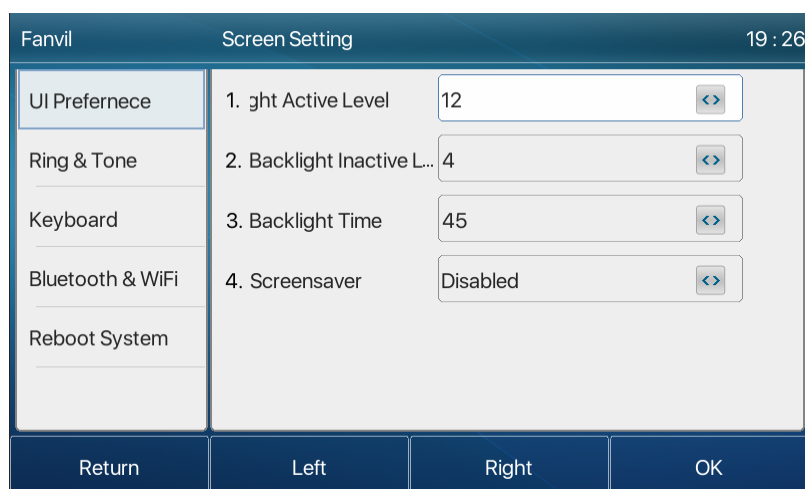 Fanvil Screen Setting 19 : 26
UI Prefernece
Ring & Tone
Keyboard
Bluetooth & WiFi
Reboot System
1. ght Active Level 12
2. Backlight Inactive L... 4
3. Backlight Time 45
4. Screensaver Disabled
Return Left Right OK